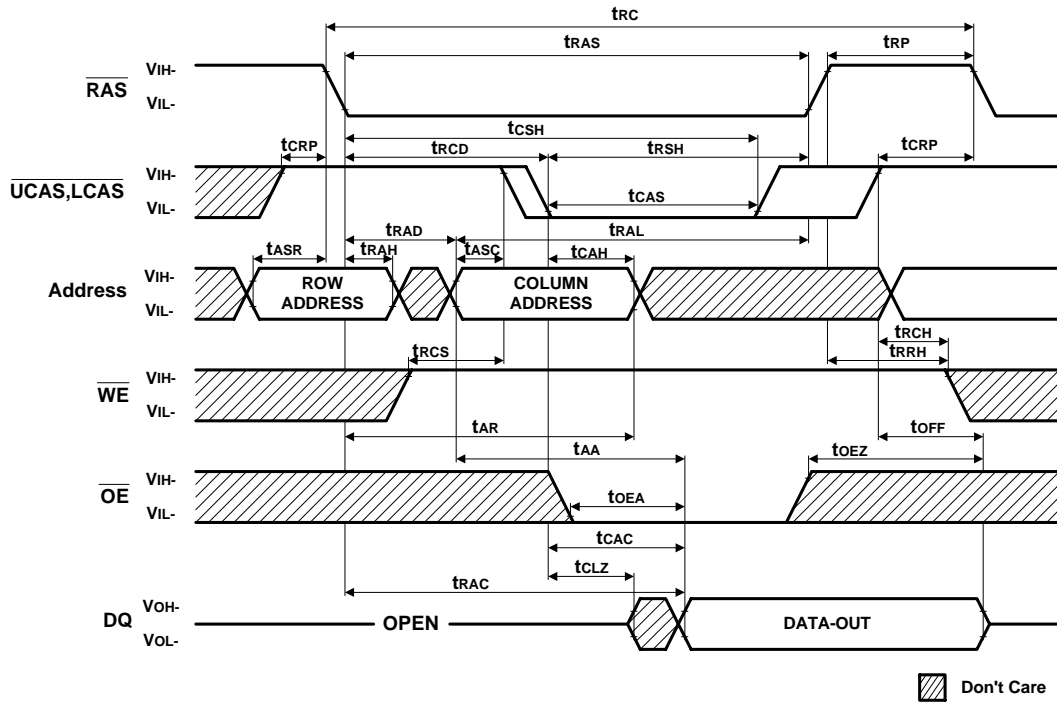 tRC
tRAS
tRP
RAS
VIH-
VIL-
tCSH
tCRP
tRCD
tRSH
tCRP
UCAS,LCAS
VIH-
VIL-
tCAS
tRAD
tRAL
tASR
tRAH
tASC
tCAH
Address
VIH-
VIL-
ROW
ADDRESS
COLUMN
ADDRESS
tRCH
tRCS
tRRH
WE
VIH-
VIL-
tAR
tOFF
tAA
tOEZ
OE
VIH-
VIL-
tOEA
tCAC
tCLZ
tRAC
DQ
VOH-
VOL-
OPEN
DATA-OUT
Don't Care